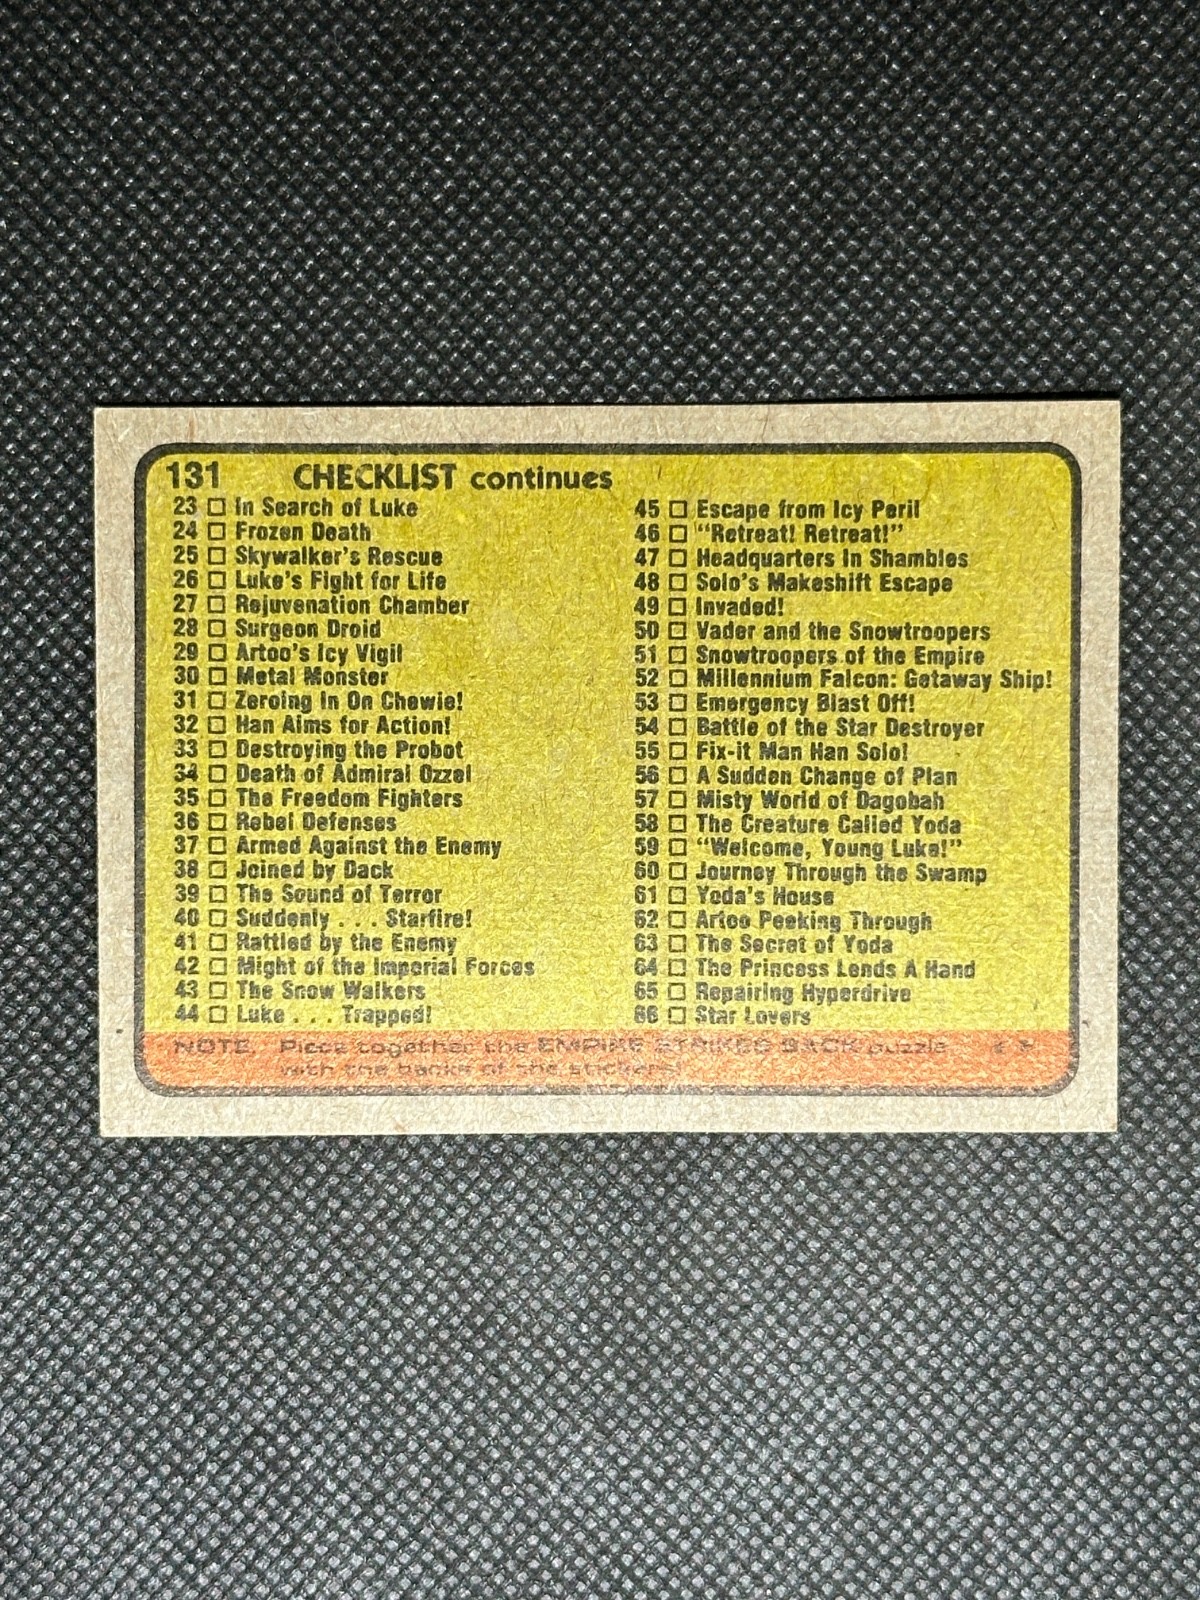 131 CHECKLIST continues
23 □ In Search of Luke
24 □ Frozen Death
25 □ Skywalker's Rescue
26 □ Luke's Fight for Life
27 □ Rejuvenation Chamber
28 □ Surgeon Droid
29 □ Artoo's Icy Vigil
30 □ Metal Monster
31 □ Zeroing In On Chewie!
32 □ Han Aims for Action!
33 □ Destroying the Probot
34 □ Death of Admiral Ozzel
35 □ The Freedom Fighters
36 □ Rebel Defenses
37 □ Armed Against the Enemy
38 □ Joined by Dack
39 □ The Sound of Terror
40 □ Suddenly . . . Starfire!
41 □ Rattled by the Enemy
42 □ Might of the Imperial Forces
43 □ The Snow Walkers
44 □ Luke . . . Trapped!
45 □ Escape from Icy Peril
46 □ "Retreat! Retreat!"
47 □ Headquarters In Shambles
48 □ Solo's Makeshift Escape
49 □ Invaded!
50 □ Vader and the Snowtroopers
51 □ Snowtroopers of the Empire
52 □ Millennium Falcon: Getaway Ship!
53 □ Emergency Blast Off!
54 □ Battle of the Star Destroyer
55 □ Fix-it Man Han Solo!
56 □ A Sudden Change of Plan
57 □ Misty World of Dagobah
58 □ The Creature Called Yoda
59 □ "Welcome, Young Luke!"
60 □ Journey Through the Swamp
61 □ Yoda's House
62 □ Artoo Peeking Through
63 □ The Secret of Yoda
64 □ The Princess Lends A Hand
65 □ Repairing Hyperdrive
66 □ Star Lovers
NOTE. Piece together the EMPIRE STRIKES BACK puzzle
with the backs of the stickers!